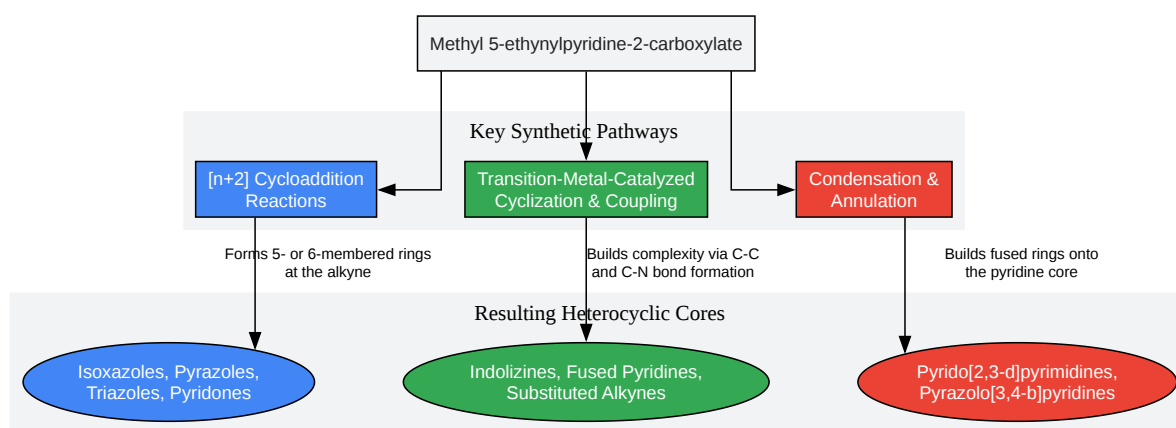 Methyl 5-ethynylpyridine-2-carboxylate
Key Synthetic Pathways
[n+2] Cycloaddition
Reactions
Transition-Metal-Catalyzed
Cyclization & Coupling
Condensation &
Annulation
Forms 5- or 6-membered rings
at the alkyne
Builds complexity via C-C
and C-N bond formation
Builds fused rings onto
the pyridine core
Resulting Heterocyclic Cores
Isoxazoles, Pyrazoles,
Triazoles, Pyridones
Indolizines, Fused Pyridines,
Substituted Alkynes
Pyrido[2,3-d]pyrimidines,
Pyrazolo[3,4-b]pyridines